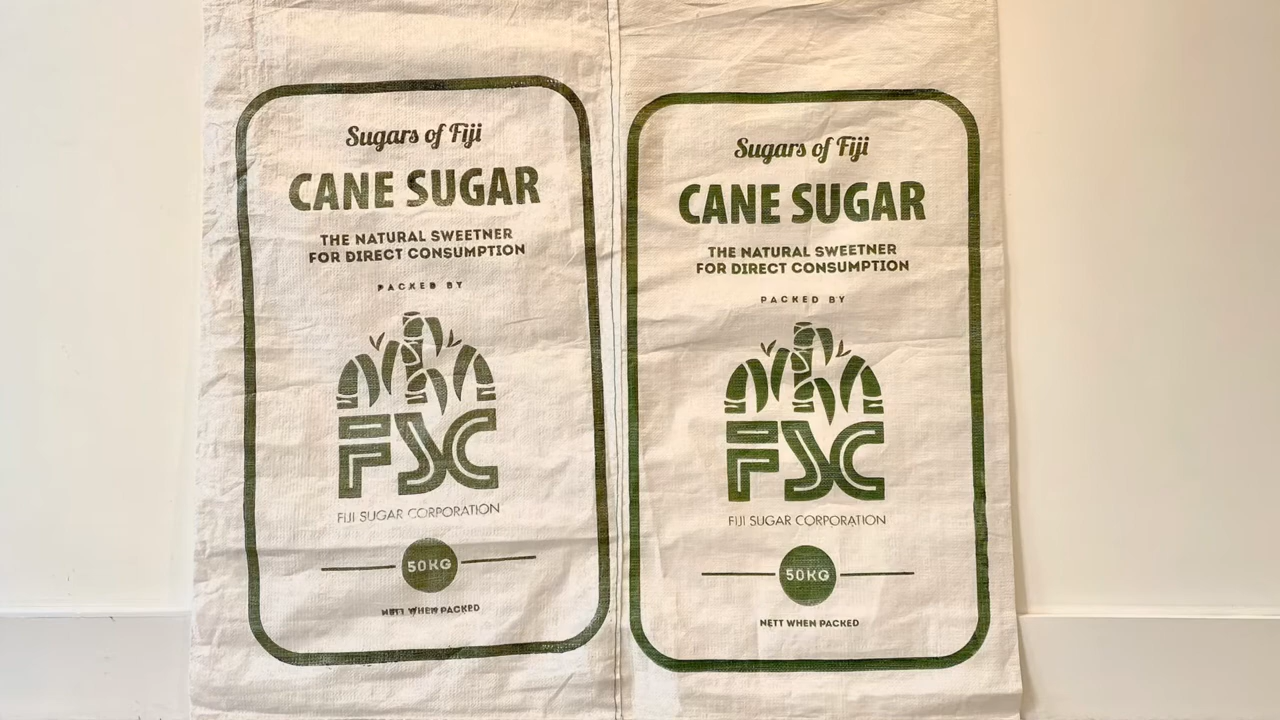 Sugars of Fiji
CANE SUGAR
THE NATURAL SWEETNER
FOR DIRECT CONSUMPTION
PACKED BY
FSC
FIJI SUGAR CORPORATION
50KG
NETT WHEN PACKED
Sugars of Fiji
CANE SUGAR
THE NATURAL SWEETNER
FOR DIRECT CONSUMPTION
PACKED BY
FSC
FIJI SUGAR CORPORATION
50KG
NETT WHEN PACKED